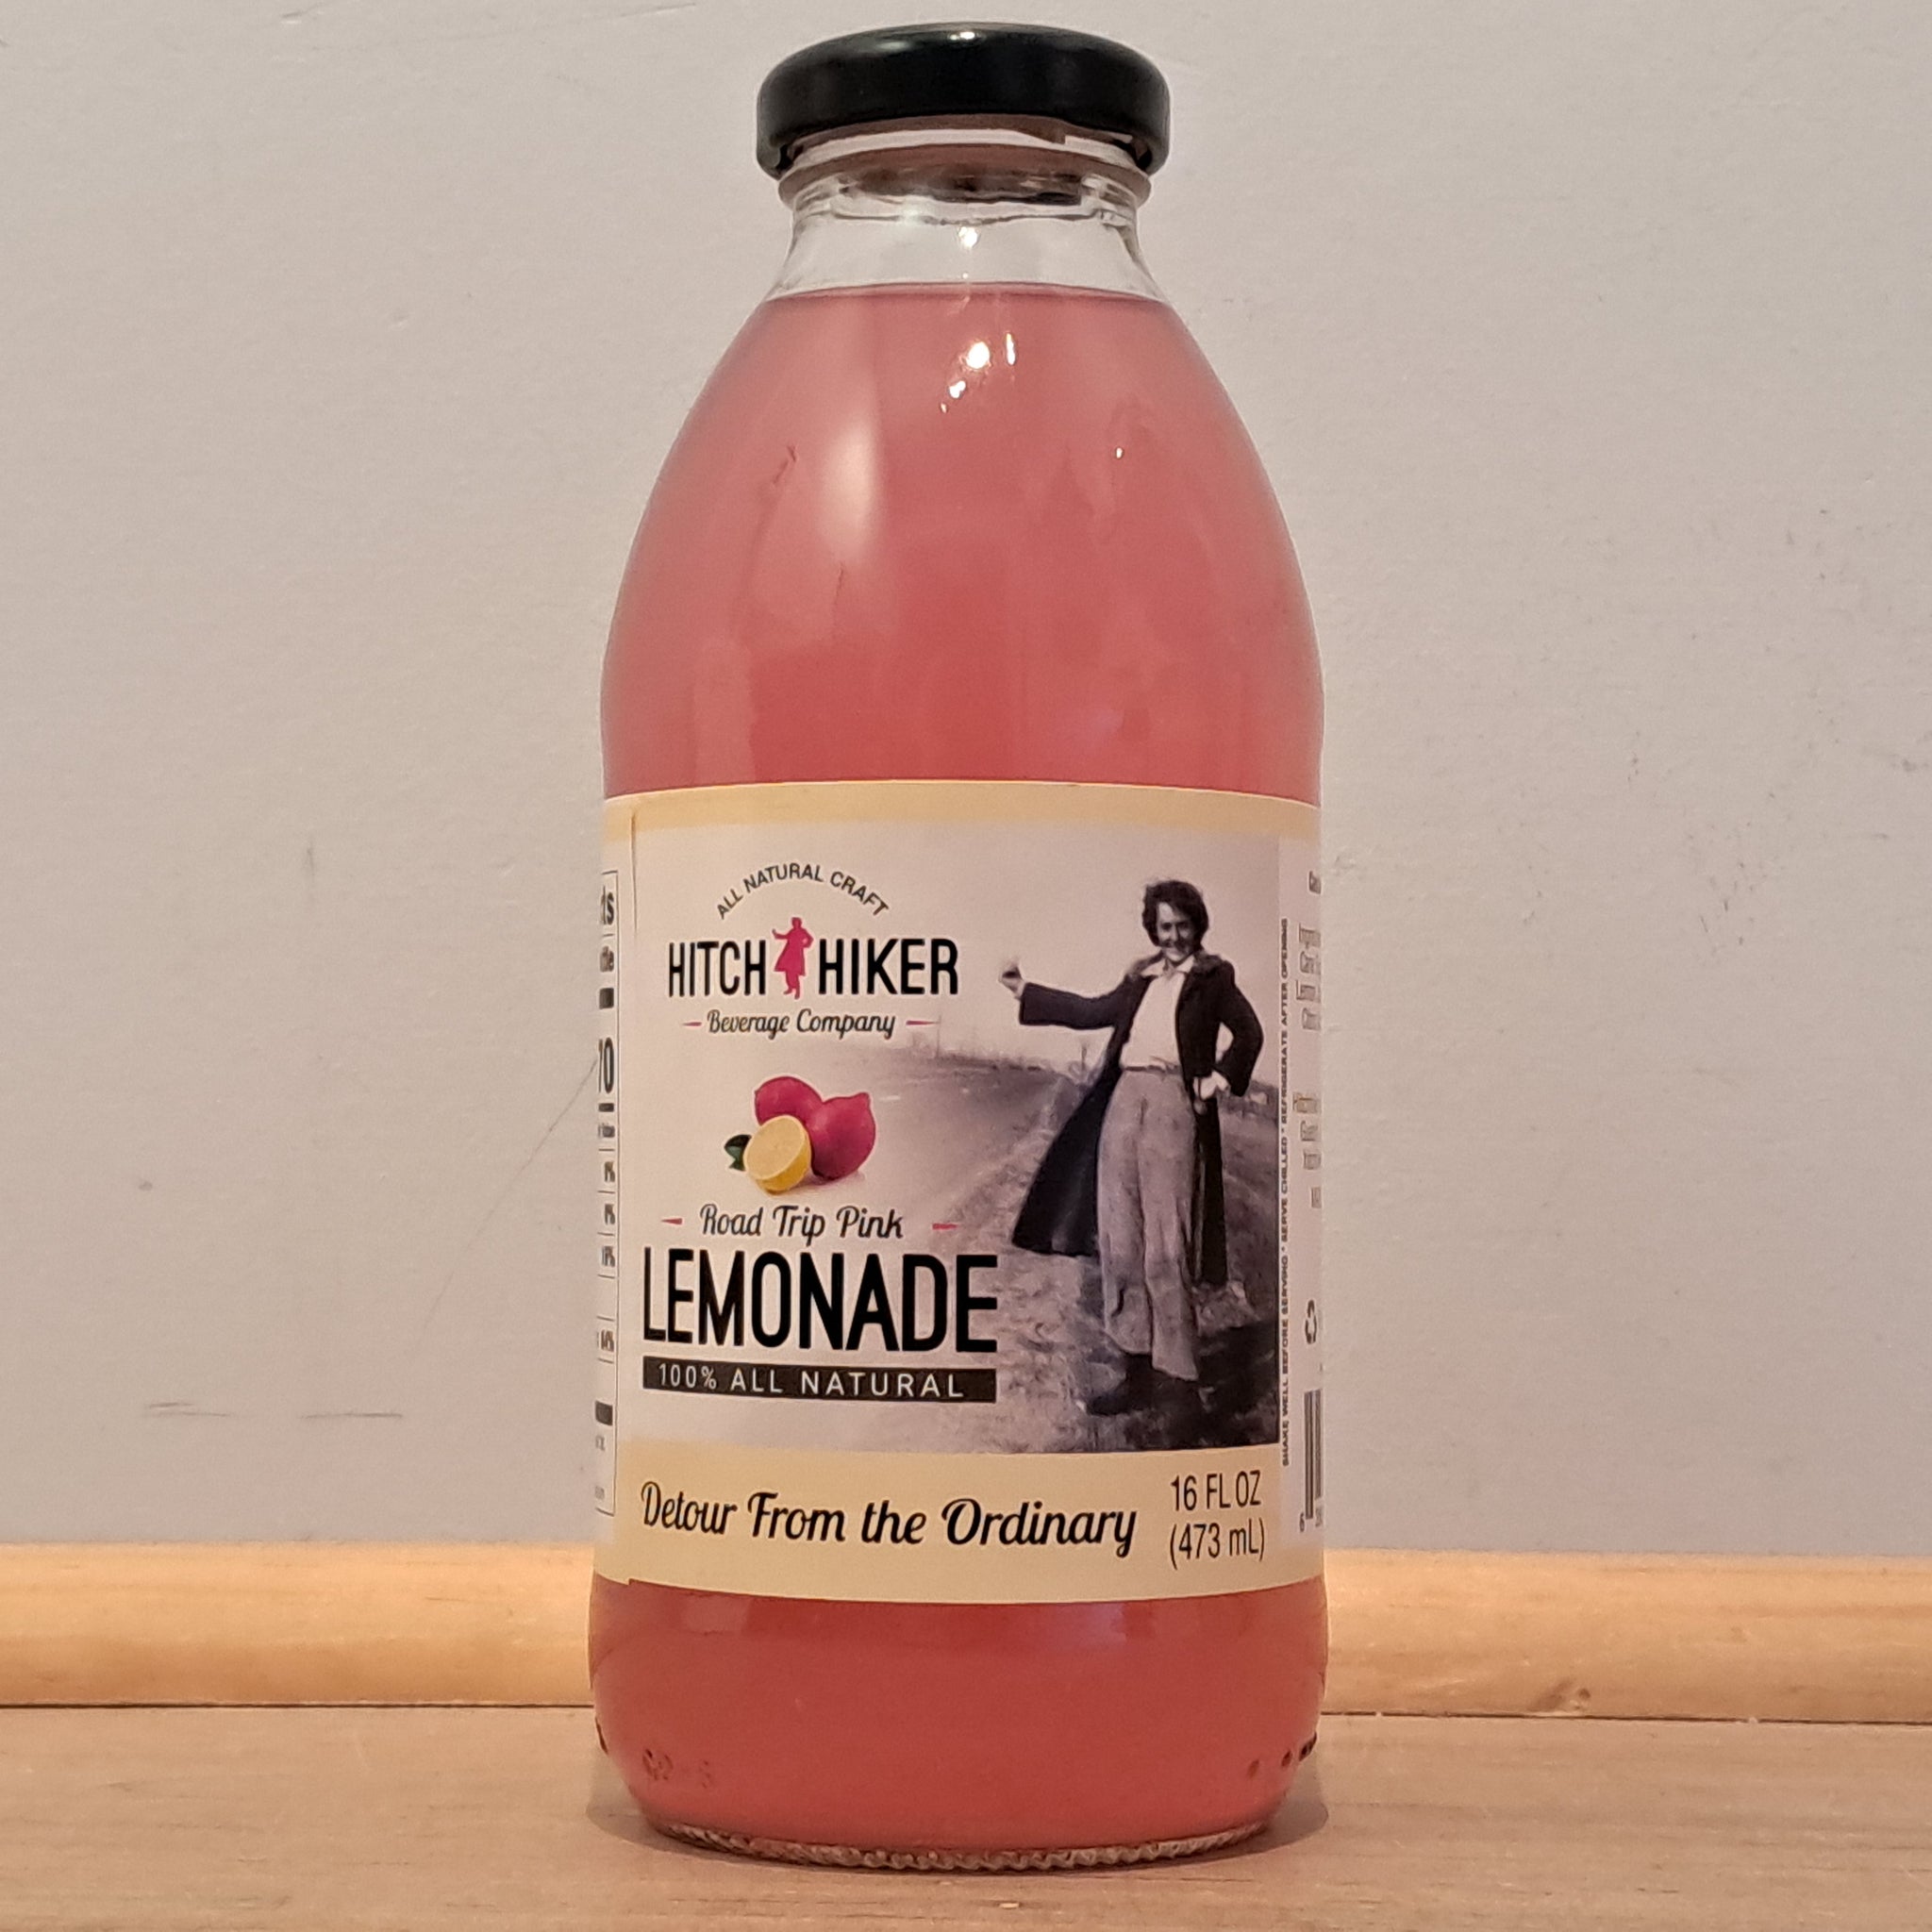 ALL NATURAL CRAFT
HITCH HIKER
Beverage Company
Road Trip Pink
LEMONADE
100% ALL NATURAL
Detour From the Ordinary
16 FL OZ
(473 mL)
SHAKE WELL BEFORE SERVING * SERVE CHILLED * REFRIGERATE AFTER OPENING